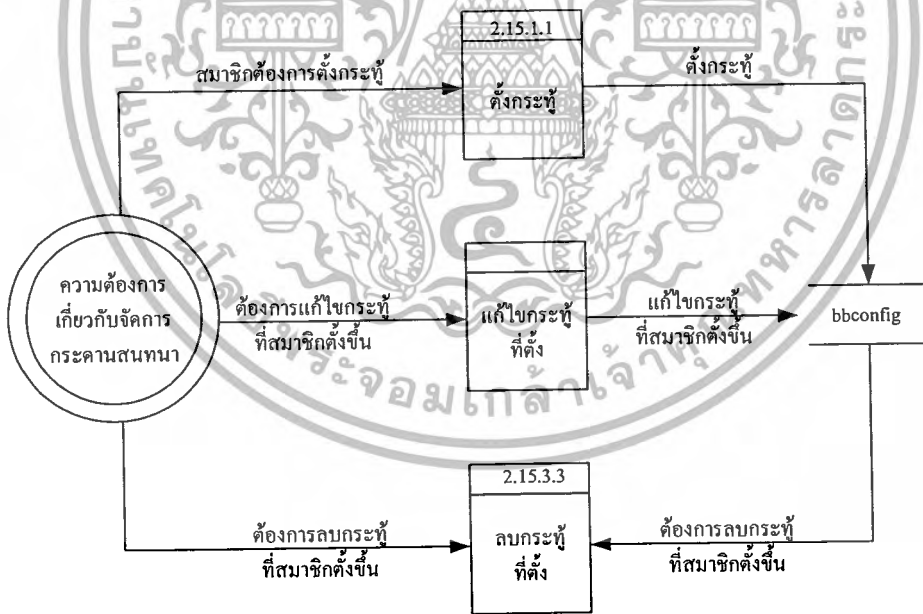 2.15.1.1
สมาชิกต้องการตั้งกระทู้
ตั้งกระทู้
ตั้งกระทู้
ความต้องการ
เกี่ยวกับจัดการ
กระดานสนทนา
ต้องการแก้ไขกระทู้
ที่สมาชิกตั้งขึ้น
แก้ไขกระทู้
ที่ตั้ง
แก้ไขกระทู้
ที่สมาชิกตั้งขึ้น
bbconfig
2.15.3.3
ต้องการลบกระทู้
ที่สมาชิกตั้งขึ้น
ลบกระทู้
ที่ตั้ง
ต้องการลบกระทู้
ที่สมาชิกตั้งขึ้น